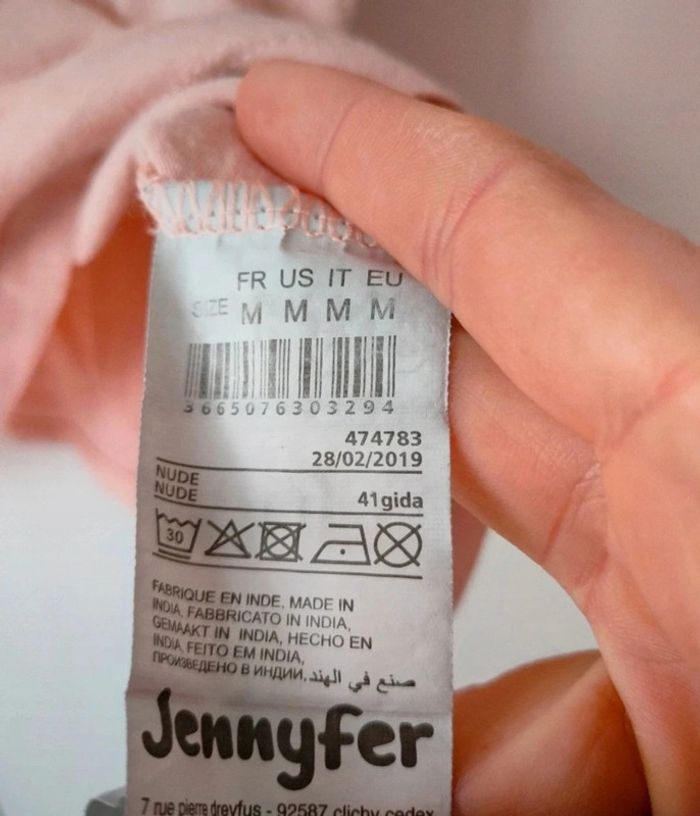 FR US IT EU
SIZE M M M M
3665076303294
474783
28/02/2019
NUDE
NUDE
41gida
30
FABRIQUE EN INDE, MADE IN
INDIA, FABBRICATO IN INDIA,
GEMAAKT IN INDIA, HECHO EN
INDIA, FEITO EM INDIA,
ПРОИЗВЕДЕНО В ИНДИИ, صنع في الهند
Jennyfer
7 rue pierre dreyfus - 92587 clichy cedex